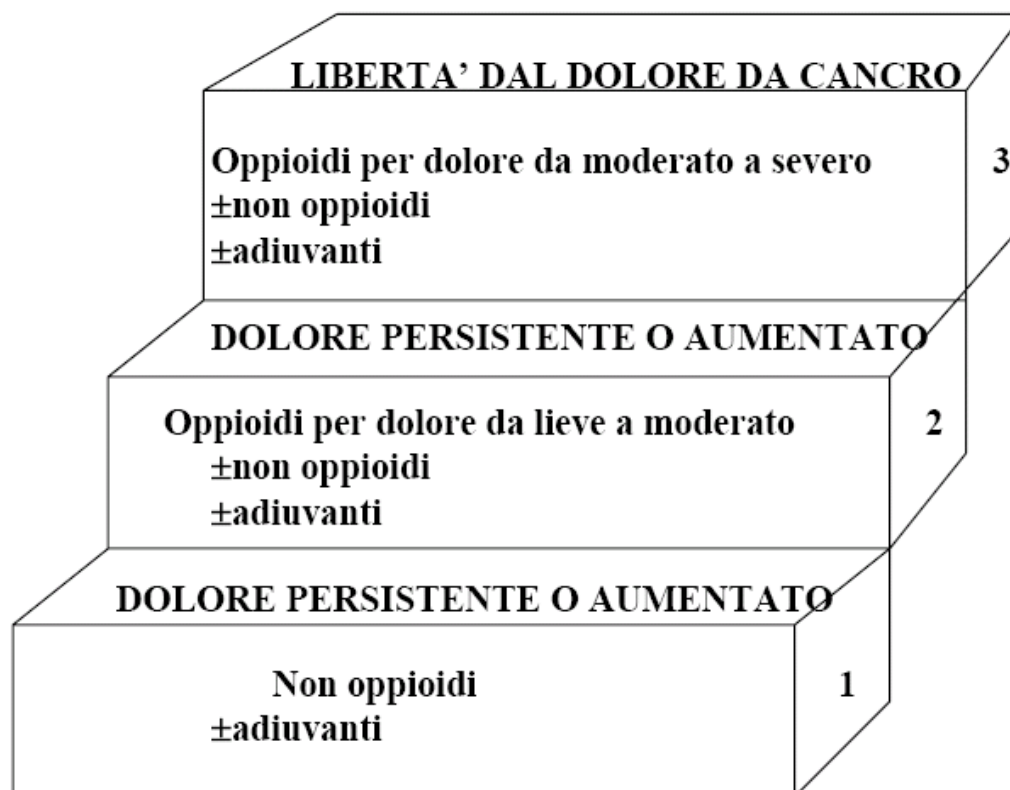 LIBERTA’ DAL DOLORE DA CANCRO
Oppioidi per dolore da moderato a severo
±non oppioidi
±adiuvanti
3
DOLORE PERSISTENTE O AUMENTATO
Oppioidi per dolore da lieve a moderato
±non oppioidi
±adiuvanti
2
DOLORE PERSISTENTE O AUMENTATO
Non oppioidi
±adiuvanti
1